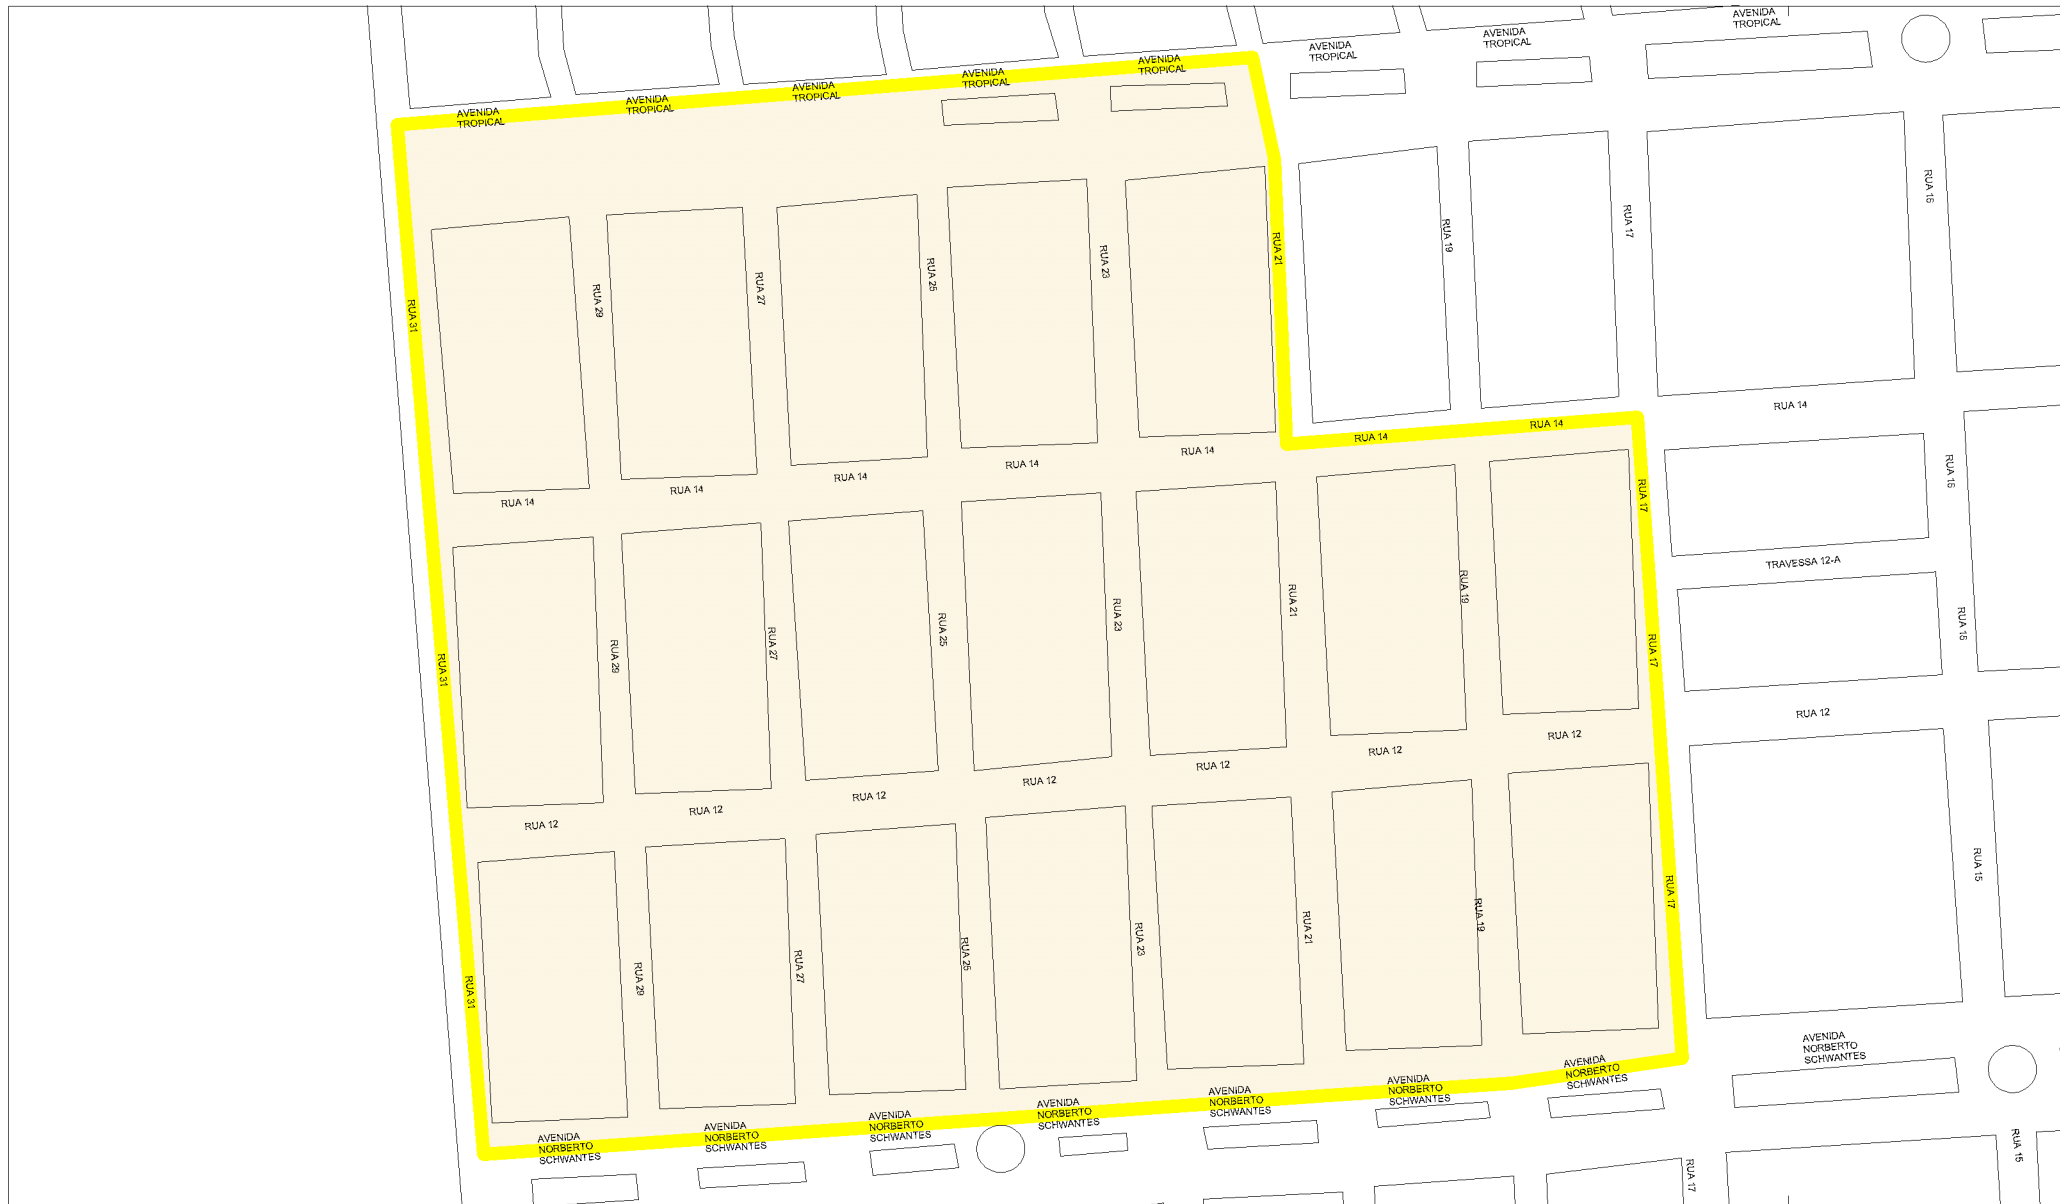 AVENIDA
TROPICAL
AVENIDA
TROPICAL
AVENIDA
TROPICAL
AVENIDA
TROPICAL
AVENIDA
TROPICAL
AVENIDA
TROPICAL
AVENIDA
TROPICAL
AVENIDA
TROPICAL
RUA 31
RUA 29
RUA 27
RUA 25
RUA 23
RUA 21
RUA 19
RUA 17
RUA 16
RUA 14
RUA 14
RUA 14
RUA 14
RUA 14
RUA 14
RUA 14
RUA 14
RUA 31
RUA 29
RUA 27
RUA 25
RUA 23
RUA 21
RUA 19
RUA 17
RUA 17
RUA 15
TRAVESSA 12-A
RUA 15
RUA 12
RUA 12
RUA 12
RUA 12
RUA 12
RUA 12
RUA 12
RUA 12
RUA 31
RUA 29
RUA 27
RUA 25
RUA 23
RUA 21
RUA 19
RUA 17
RUA 15
AVENIDA
NORBERTO
SCHWANTES
AVENIDA
NORBERTO
SCHWANTES
AVENIDA
NORBERTO
SCHWANTES
AVENIDA
NORBERTO
SCHWANTES
AVENIDA
NORBERTO
SCHWANTES
AVENIDA
NORBERTO
SCHWANTES
AVENIDA
NORBERTO
SCHWANTES
AVENIDA
NORBERTO
SCHWANTES
RUA 17
RUA 15